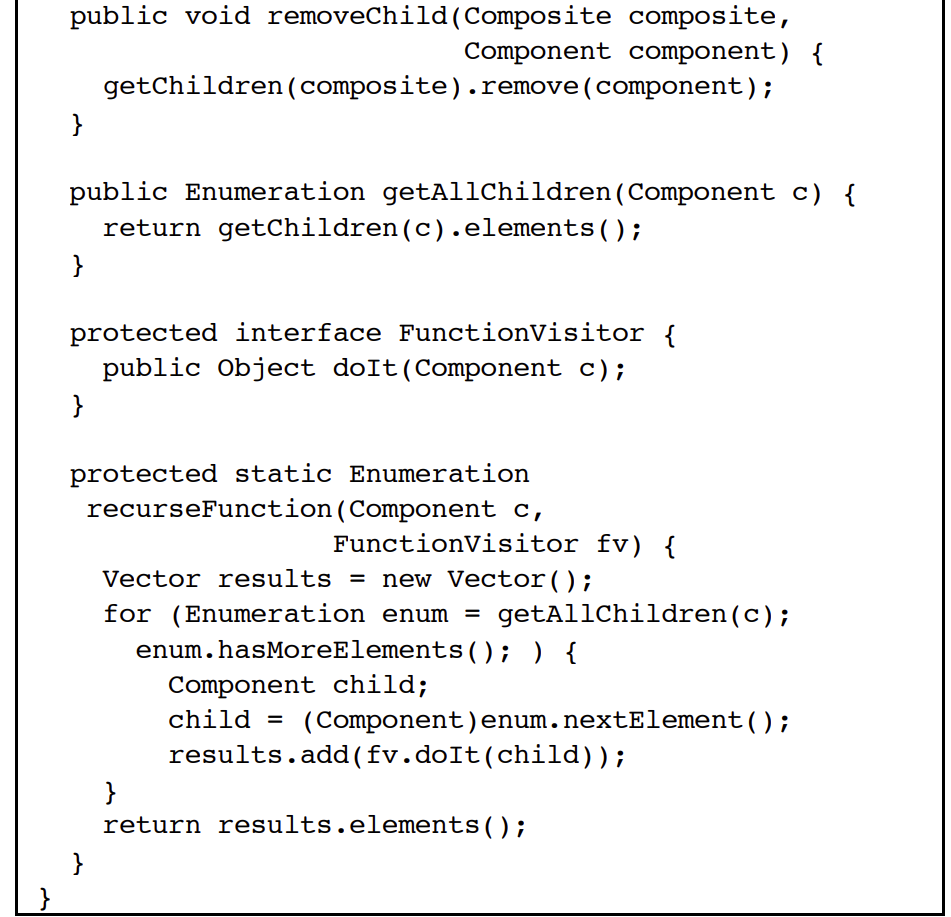 public void removeChild(Composite composite,
Component component) {
getChildren(composite).remove(component);
}
public Enumeration getAllChildren(Component c) {
return getChildren(c).elements();
}
protected interface FunctionVisitor {
public Object doIt(Component c);
}
protected static Enumeration
recurseFunction(Component c,
FunctionVisitor fv) {
Vector results = new Vector();
for (Enumeration enum = getAllChildren(c);
enum.hasMoreElements(); ) {
Component child;
child = (Component)enum.nextElement();
results.add(fv.doIt(child));
}
return results.elements();
}
}